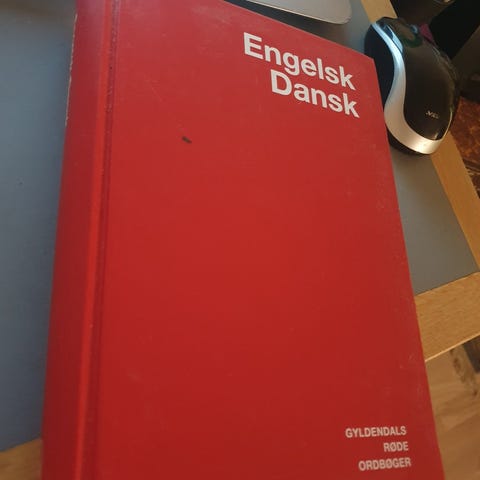 Engelsk
Dansk
GYLDENDALS
RØDE
ORDBØGER